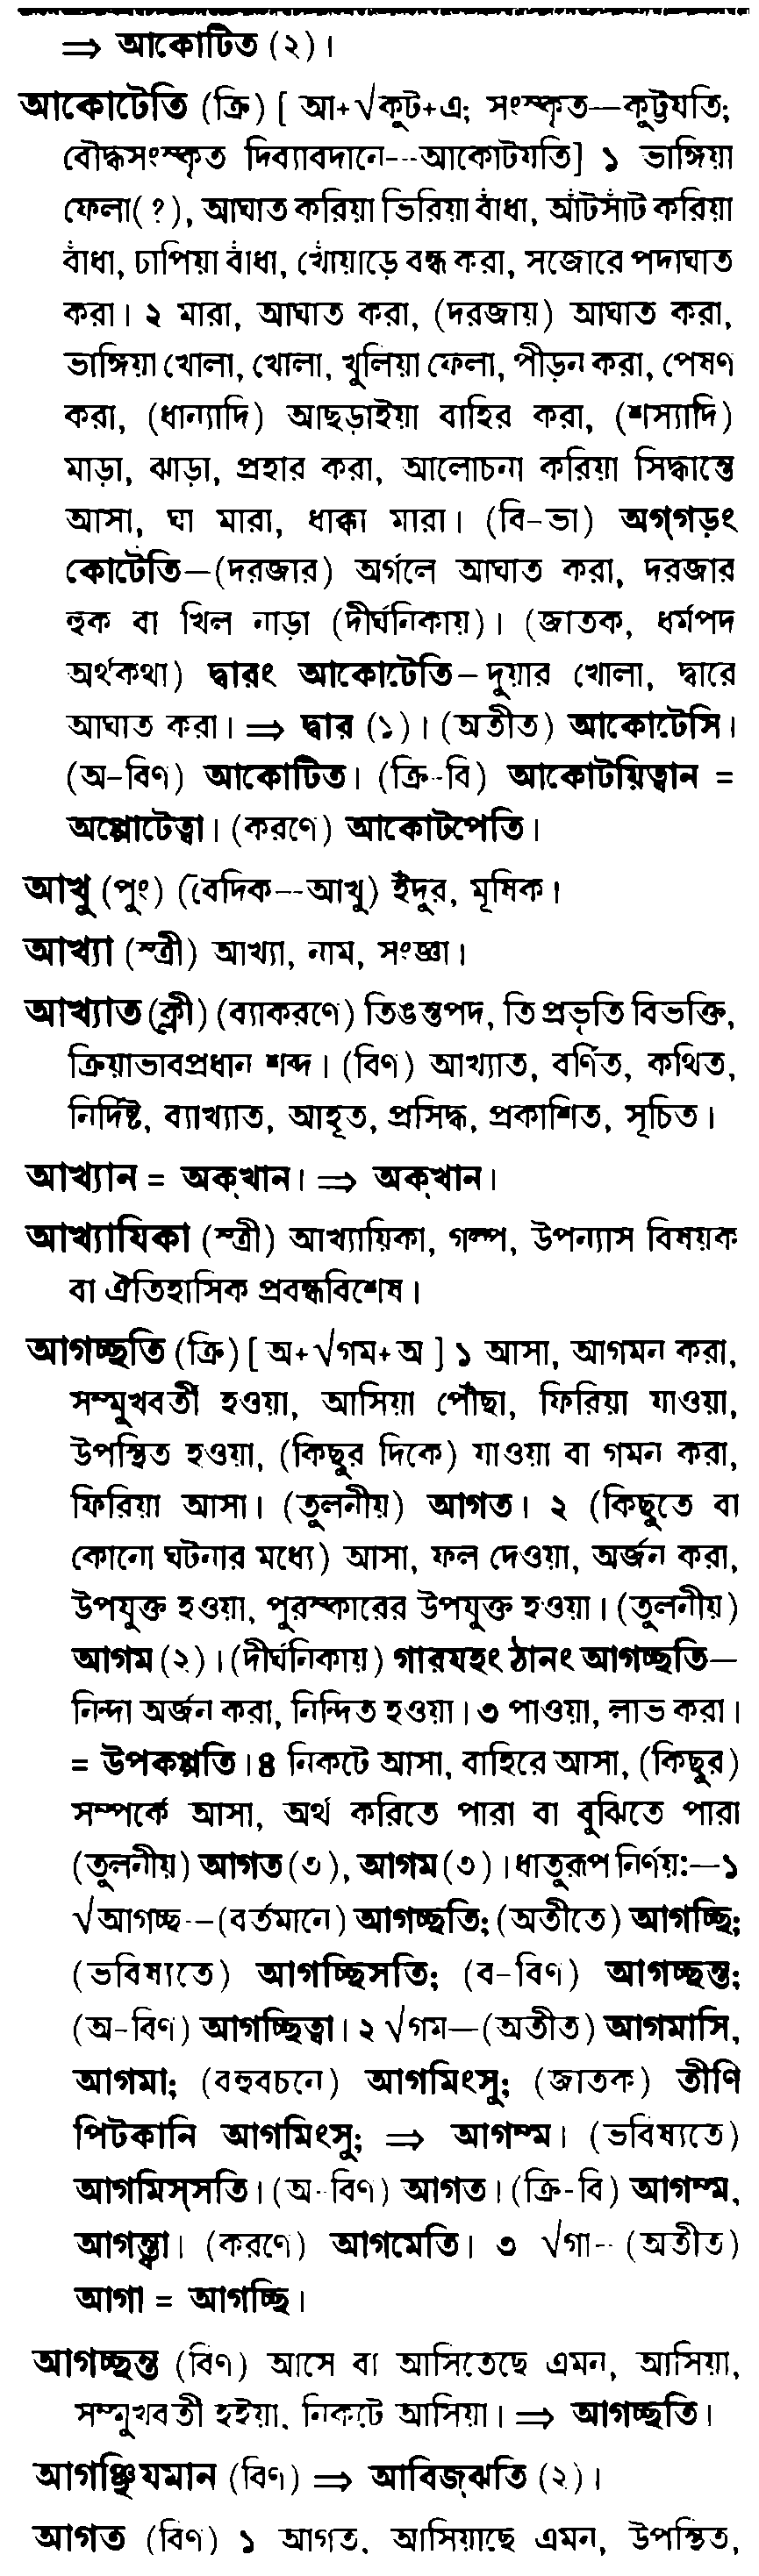 ⇒ আকোটিত (২)।
আকোটেতি (ক্রি) [ আ+√কুট+এ; সংস্কৃত—কুট্টযতি;
বৌদ্ধসংস্কৃত দিব্যাবদানে--আকোটযতি] ১ ভাঙ্গিয়া
ফেলা(?), আঘাত করিয়া ভিরিয়া বাঁধা, আঁটসাঁট করিয়া
বাঁধা, চাপিয়া বাঁধা, খোঁয়াড়ে বন্ধ করা, সজোরে পদাঘাত
করা। ২ মারা, আঘাত করা, (দরজায়) আঘাত করা,
ভাঙ্গিয়া খোলা, খোলা, খুলিয়া ফেলা, পীড়ন করা, পেষণ
করা, (ধান্যাদি) আছড়াইয়া বাহির করা, (শস্যাদি)
মাড়া, ঝাড়া, প্রহার করা, আলোচনা করিয়া সিদ্ধান্তে
আসা, ঘা মারা, ধাক্কা মারা। (বি-ভা) অগ্গড়ং
কোটেতি—(দরজার) অর্গলে আঘাত করা, দরজার
হুক বা খিল নাড়া (দীর্ঘনিকায়)। (জাতক, ধর্মপদ
অর্থকথা) দ্বারং আকোটেতি—দুয়ার খোলা, দ্বারে
আঘাত করা। ⇒ দ্বার (১)। (অতীত) আকোটেসি।
(অ-বিণ) আকোটিত। (ক্রি-বি) আকোটয়িত্বান =
অপ্পোটেত্বা। (করণে) আকোটপেতি।
আখু (পুং) (বৈদিক--আখু) ইঁদুর, মূষিক।
আখ্যা (স্ত্রী) আখ্যা, নাম, সংজ্ঞা।
আখ্যাত (ক্লী) (ব্যাকরণে) তিঙন্তপদ, তি প্রভৃতি বিভক্তি,
ক্রিয়াভাবপ্রধান শব্দ। (বিণ) আখ্যাত, বর্ণিত, কথিত,
নির্দিষ্ট, ব্যাখ্যাত, আহূত, প্রসিদ্ধ, প্রকাশিত, সূচিত।
আখ্যান = অক্খান। ⇒ অক্খান।
আখ্যাযিকা (স্ত্রী) আখ্যায়িকা, গল্প, উপন্যাস বিষয়ক
বা ঐতিহাসিক প্রবন্ধবিশেষ।
আগচ্ছতি (ক্রি) [ অ+√গম+অ ] ১ আসা, আগমন করা,
সম্মুখবর্তী হওয়া, আসিয়া পৌঁছা, ফিরিয়া যাওয়া,
উপস্থিত হওয়া, (কিছুর দিকে) যাওয়া বা গমন করা,
ফিরিয়া আসা। (তুলনীয়) আগত। ২ (কিছুতে বা
কোনো ঘটনার মধ্যে) আসা, ফল দেওয়া, অর্জন করা,
উপযুক্ত হওয়া, পুরস্কারের উপযুক্ত হওয়া। (তুলনীয়)
আগম (২)। (দীর্ঘনিকায়) গারযহং ঠানং আগচ্ছতি—
নিন্দা অর্জন করা, নিন্দিত হওয়া। ৩ পাওয়া, লাভ করা।
= উপকপ্পতি। ৪ নিকটে আসা, বাহিরে আসা, (কিছুর)
সম্পর্কে আসা, অর্থ করিতে পারা বা বুঝিতে পারা
(তুলনীয়) আগত (৩), আগম (৩)। ধাতুরূপ নির্ণয়:—১
√আগচ্ছ--(বর্তমানে) আগচ্ছতি; (অতীতে) আগচ্ছি;
(ভবিষ্যতে) আগচ্ছিসতি; (ব-বিণ) আগচ্ছন্ত;
(অ-বিণ) আগচ্ছিত্বা। ২ √গম—(অতীত) আগমাসি,
আগমা; (বহুবচনে) আগমিংসু; (জাতক) তীণি
পিটকানি আগমিংসু; ⇒ আগম্ম। (ভবিষ্যতে)
আগমিস্সতি। (অ-বিণ) আগত। (ক্রি-বি) আগম্ম,
আগন্ত্বা। (করণে) আগমেতি। ৩ √গা-- (অতীত)
আগা = আগচ্ছি।
আগচ্ছন্ত (বিণ) আসে বা আসিতেছে এমন, আসিয়া,
সম্মুখবর্তী হইয়া, নিকটে আসিয়া। ⇒ আগচ্ছতি।
আগঞ্ছিযমান (বিণ) ⇒ আবিজ্ঝতি (২)।
আগত (বিণ) ১ আগত, আসিয়াছে এমন, উপস্থিত,